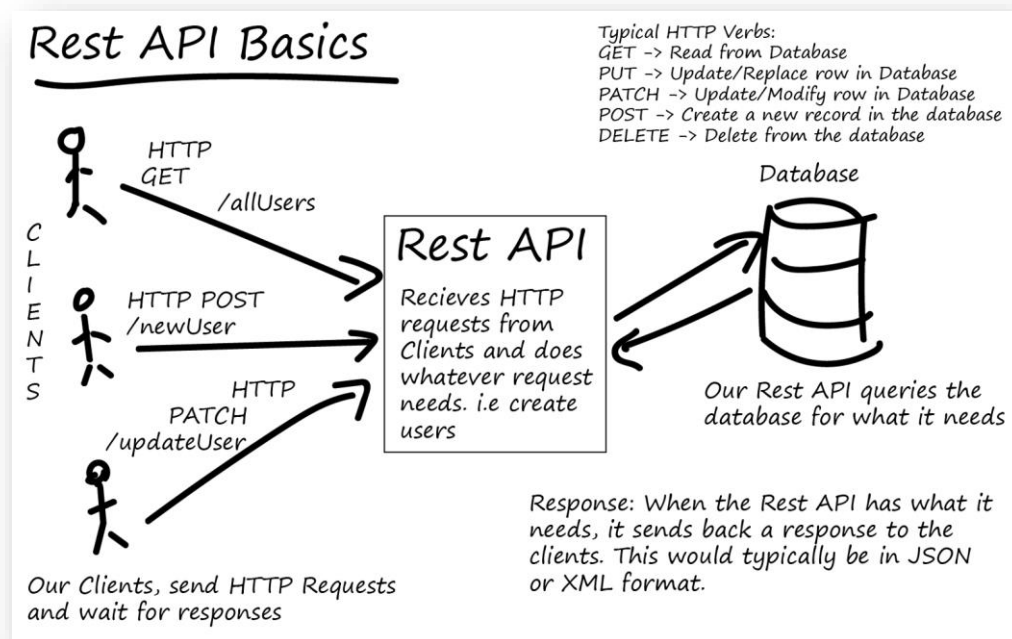 Rest API Basics
Typical HTTP Verbs:
GET -> Read from Database
PUT -> Update/Replace row in Database
PATCH -> Update/Modify row in Database
POST -> Create a new record in the database
DELETE -> Delete from the database
CLIENTS
HTTP
GET
/allUsers
HTTP POST
/newUser
HTTP
PATCH
/updateUser
Our Clients, send HTTP Requests
and wait for responses
Rest API
Recieves HTTP
requests from
Clients and does
whatever request
needs. i.e create
users
Database
Our Rest API queries the
database for what it needs
Response: When the Rest API has what it
needs, it sends back a response to the
clients. This would typically be in JSON
or XML format.